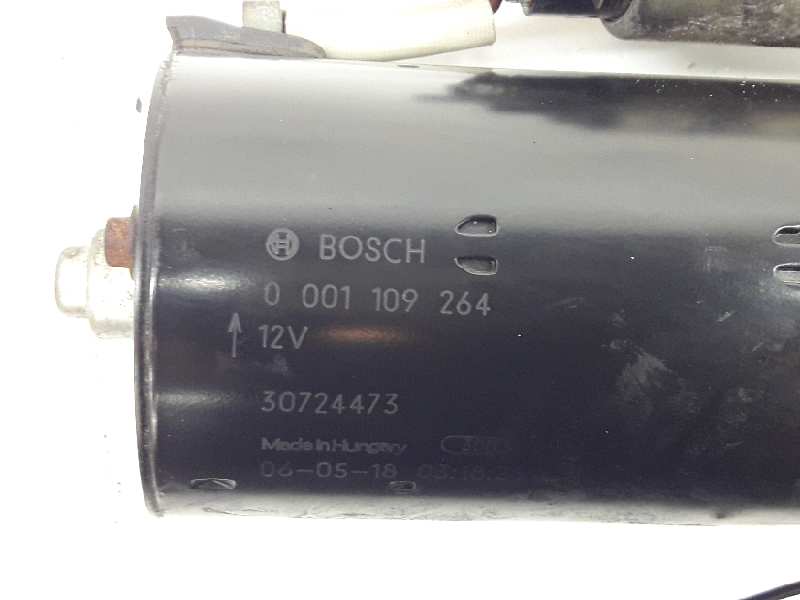 BOSCH
0 001 109 264
12V
30724473
Made in Hungary
06-05-18